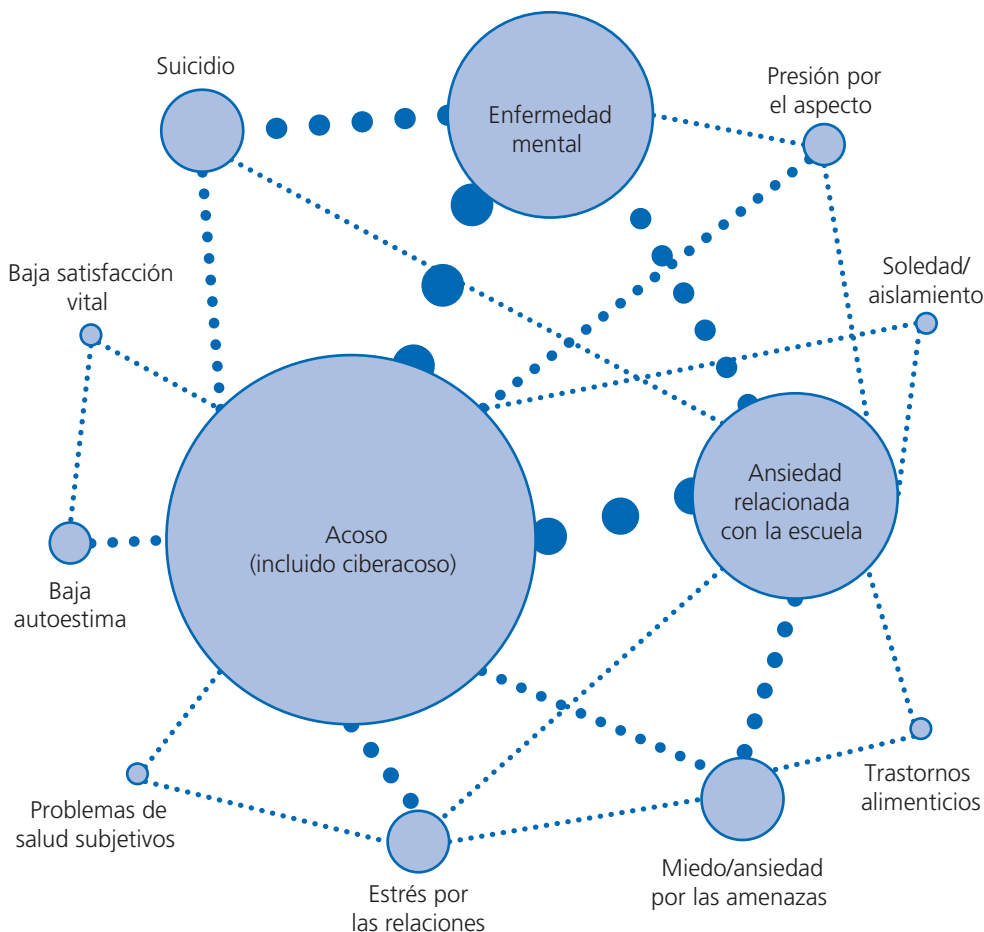 Suicidio
Enfermedad
mental
Presión por
el aspecto
Baja satisfacción
vital
Soledad/
aislamiento
Ansiedad
relacionada
con la escuela
Acoso
(incluido ciberacoso)
Baja
autoestima
Problemas de
salud subjetivos
Estrés por
las relaciones
Miedo/ansiedad
por las amenazas
Trastornos
alimenticios